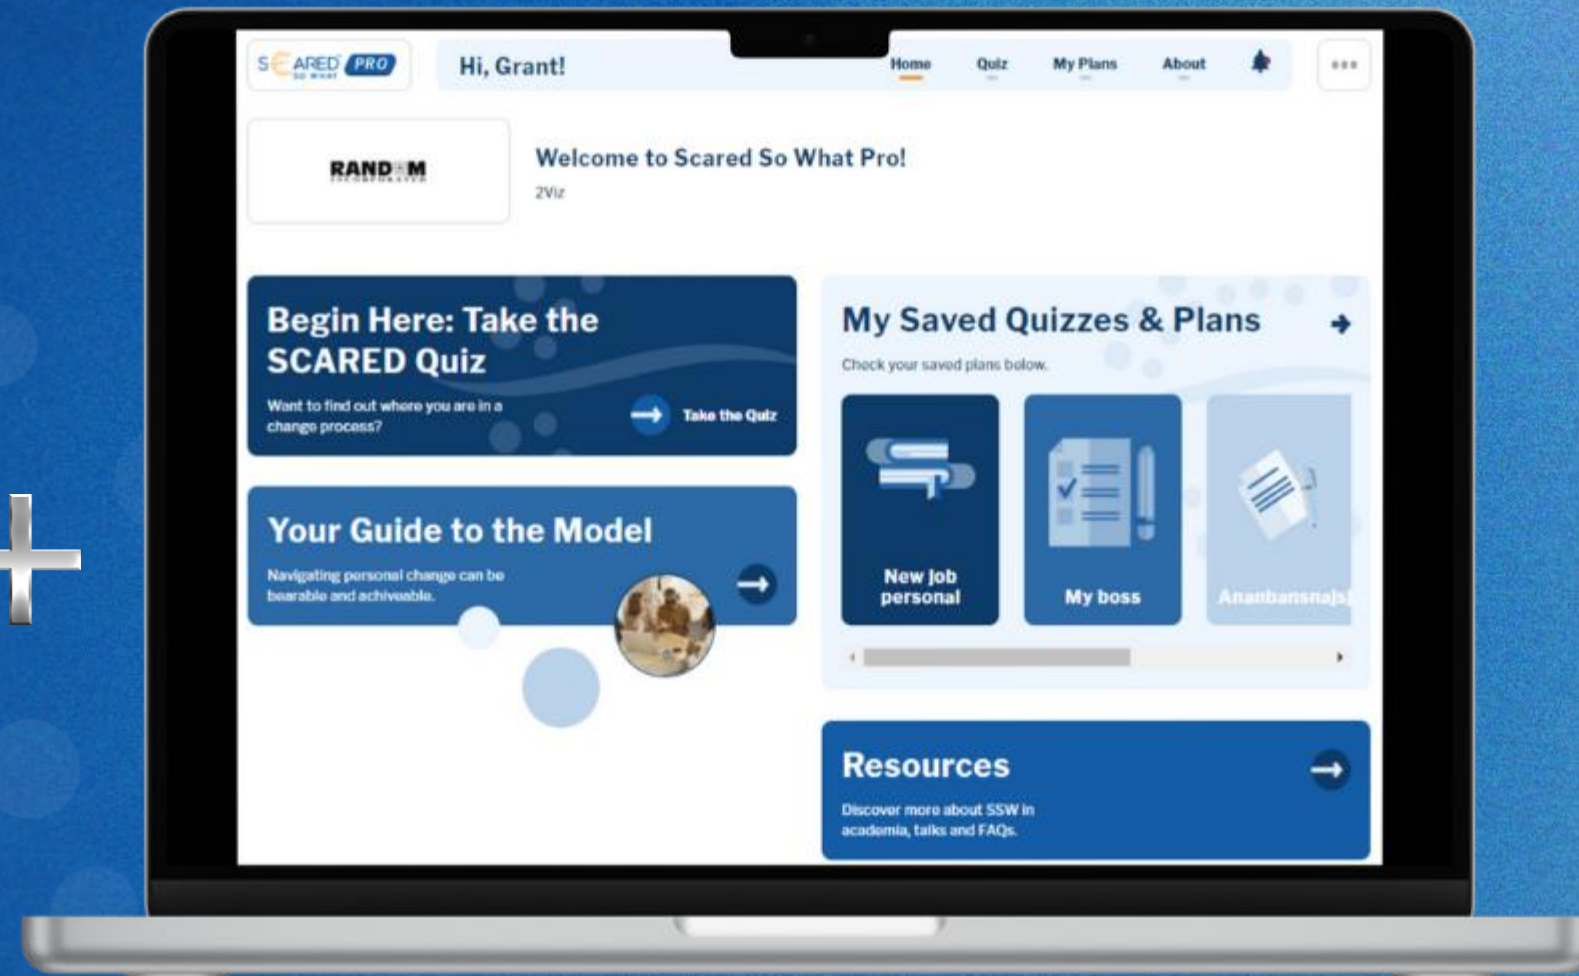 SCARED PRO
SO WHAT
Hi, Grant!
Home Quiz My Plans About
RANDOM
INCORPORATED
Welcome to Scared So What Pro!
2Viz
Begin Here: Take the
SCARED Quiz
Want to find out where you are in a
change process?
Take the Quiz
Your Guide to the Model
Navigating personal change can be
bearable and achiveable.
My Saved Quizzes & Plans
Check your saved plans below.
New job
personal
My boss
Resources
Discover more about SSW in
academia, talks and FAQs.